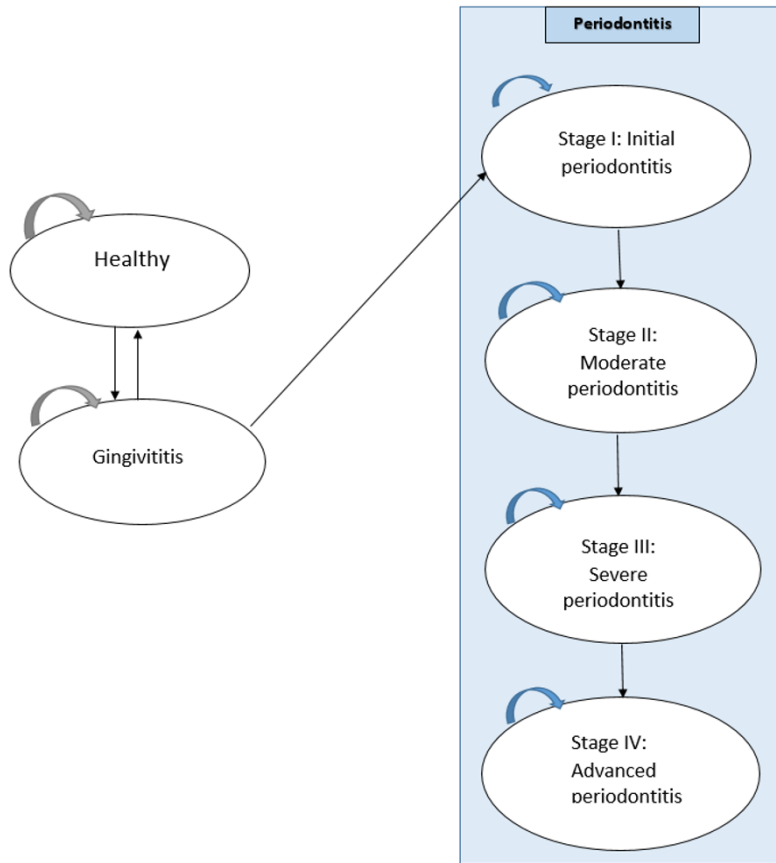 Periodontitis
Stage I: Initial
periodontitis
Healthy
Stage II:
Moderate
periodontitis
Gingivititis
Stage III:
Severe
periodontitis
Stage IV:
Advanced
periodontitis